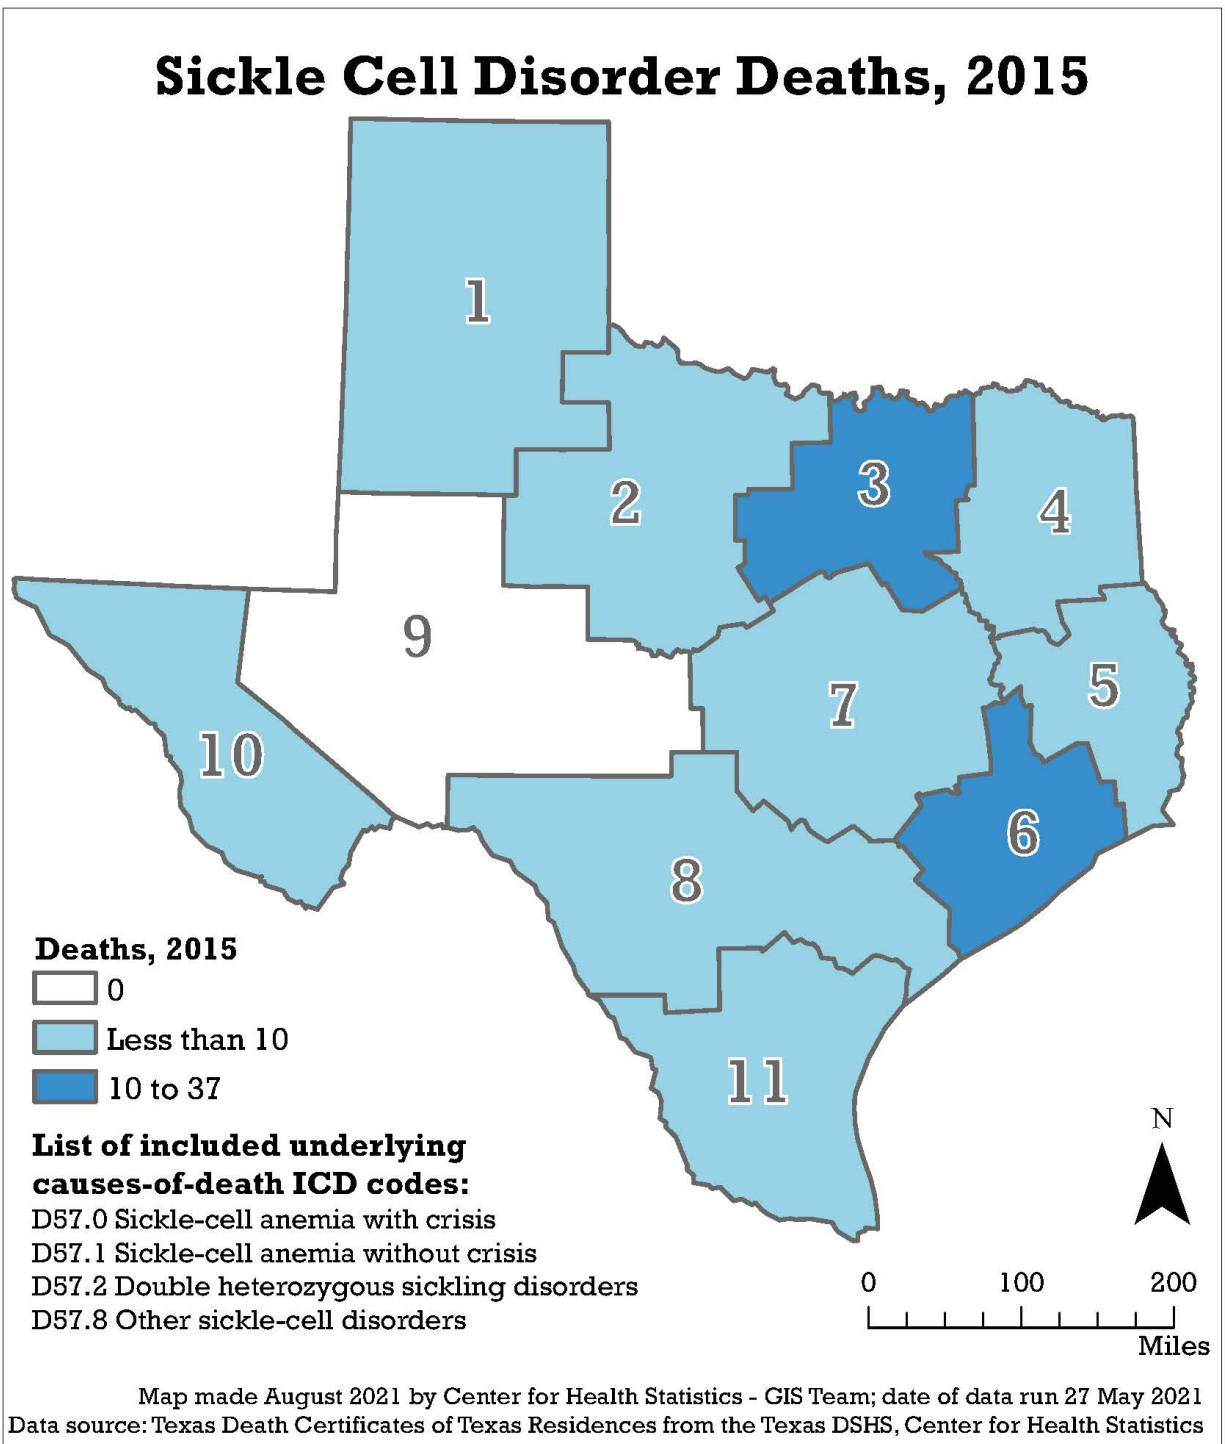 Sickle Cell Disorder Deaths, 2015
1
2
3
4
5
6
7
8
9
10
11
Deaths, 2015
0
Less than 10
10 to 37
List of included underlying
causes-of-death ICD codes:
D57.0 Sickle-cell anemia with crisis
D57.1 Sickle-cell anemia without crisis
D57.2 Double heterozygous sickling disorders
D57.8 Other sickle-cell disorders
N
0 100 200
Miles
Map made August 2021 by Center for Health Statistics - GIS Team; date of data run 27 May 2021
Data source: Texas Death Certificates of Texas Residences from the Texas DSHS, Center for Health Statistics